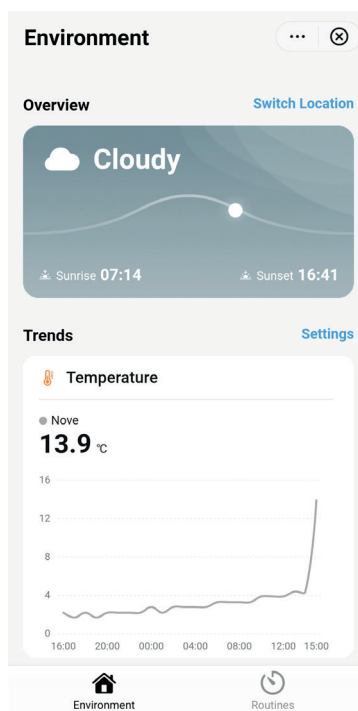 Environment
Overview
Switch Location
Cloudy
Sunrise 07:14
Sunset 16:41
Trends
Settings
Temperature
Nove
13.9 °C
16
12
8
4
0
16:00 20:00 00:00 04:00 08:00 12:00 15:00
Environment
Routines